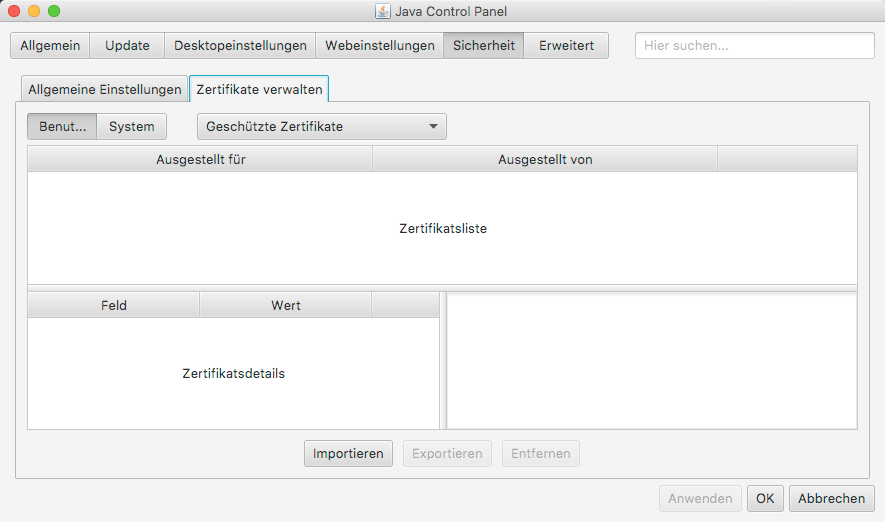 Java Control Panel
Allgemein Update Desktopeinstellungen Webeinstellungen Sicherheit Erweitert Hier suchen...
Allgemeine Einstellungen Zertifikate verwalten
Benut... System Geschützte Zertifikate
Ausgestellt für Ausgestellt von
Zertifikatsliste
Feld Wert
Zertifikatsdetails
Importieren Exportieren Entfernen
Anwenden OK Abbrechen